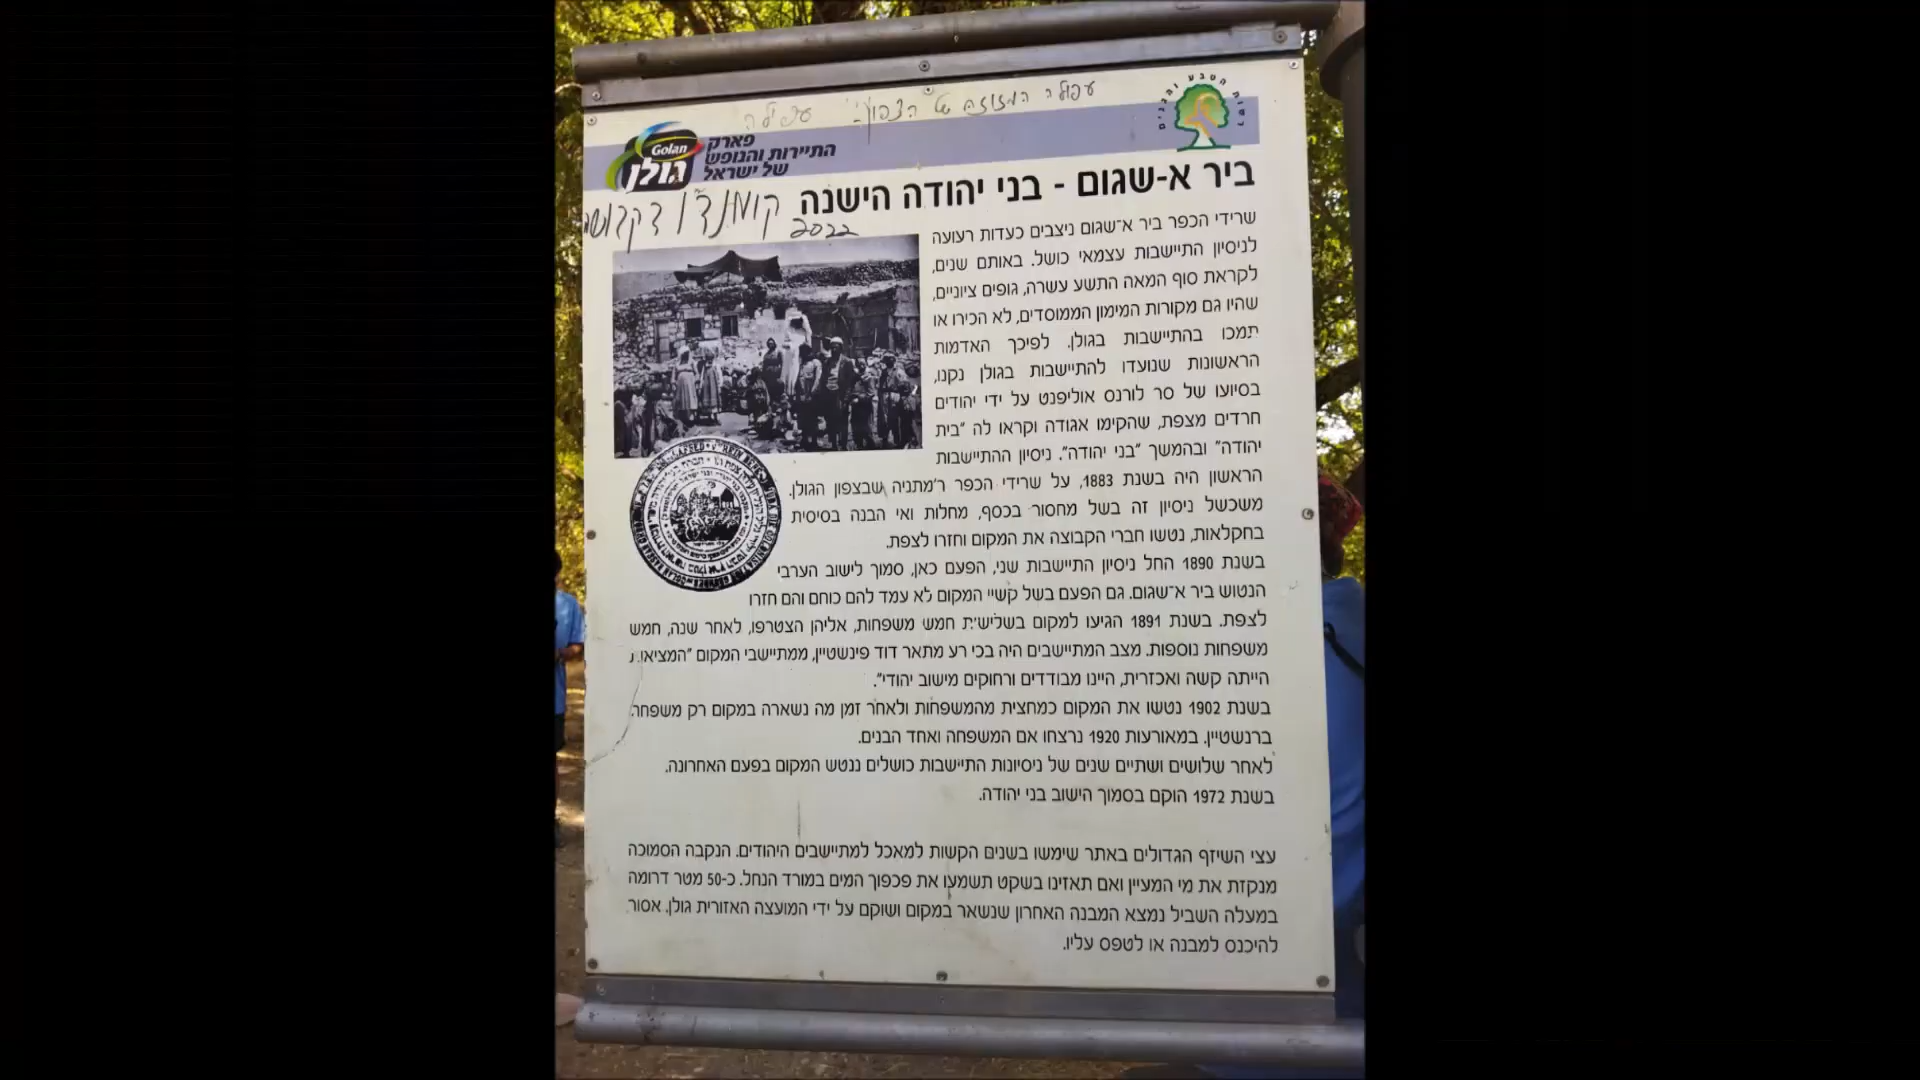 עפולה המזוזה של הצפון
עפולה
רשות הטבע והגנים
Golan
גולן
פארק
התיירות והנופש
של ישראל
ביר א-שגום - בני יהודה הישנה
2022
שרידי הכפר ביר א־שגום ניצבים כעדות רעועה
לניסיון התיישבות עצמאי כושל. באותם שנים,
לקראת סוף המאה התשע עשרה, גופים ציוניים,
שהיו גם מקורות המימון הממוסדים, לא הכירו או
תמכו בהתיישבות בגולן. לפיכך האדמות
הראשונות שנועדו להתיישבות בגולן נקנו,
בסיועו של סר לורנס אוליפנט על ידי יהודים
חרדים מצפת, שהקימו אגודה וקראו לה "בית
יהודה" ובהמשך "בני יהודה". ניסיון ההתיישבות
הראשון היה בשנת 1883, על שרידי הכפר ר'מתניה שבצפון הגולן.
משכשל ניסיון זה בשל מחסור בכסף, מחלות ואי הבנה בסיסית
בחקלאות, נטשו חברי הקבוצה את המקום וחזרו לצפת.
בשנת 1890 החל ניסיון התיישבות שני, הפעם כאן, סמוך לישוב הערבי
הנטוש ביר א־שגום. גם הפעם בשל קשיי המקום לא עמד להם כוחם והם חזרו
לצפת. בשנת 1891 הגיעו למקום בשלישית חמש משפחות, אליהן הצטרפו, לאחר שנה, חמש
משפחות נוספות. מצב המתיישבים היה בכי רע מתאר דוד פינשטיין, ממתיישבי המקום "המציאות
הייתה קשה ואכזרית, היינו מבודדים ורחוקים מישוב יהודי".
בשנת 1902 נטשו את המקום כמחצית מהמשפחות ולאחר זמן מה נשארה במקום רק משפחת
ברנשטיין. במאורעות 1920 נרצחו אם המשפחה ואחד הבנים.
לאחר שלושים ושתיים שנים של ניסיונות התיישבות כושלים ננטש המקום בפעם האחרונה.
בשנת 1972 הוקם בסמוך הישוב בני יהודה.
עצי השיזף הגדולים באתר שימשו בשנים הקשות למאכל למתיישבים היהודים. הנקבה הסמוכה
מנקזת את מי המעיין ואם תאזינו בשקט תשמעו את פכפוך המים במורד הנחל. כ-50 מטר דרומה
במעלה השביל נמצא המבנה האחרון שנשאר במקום ושוקם על ידי המועצה האזורית גולן. אסור
להיכנס למבנה או לטפס עליו.